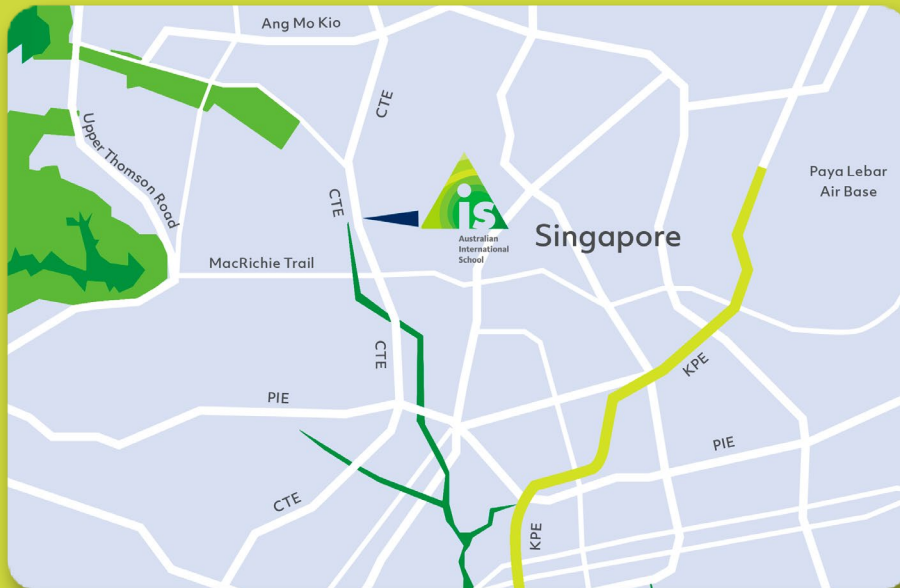 Ang Mo Kio
CTE
Upper Thomson Road
Paya Lebar
Air Base
CTE
is
Australian
International
School
Singapore
MacRichie Trail
CTE
KPE
PIE
PIE
CTE
KPE